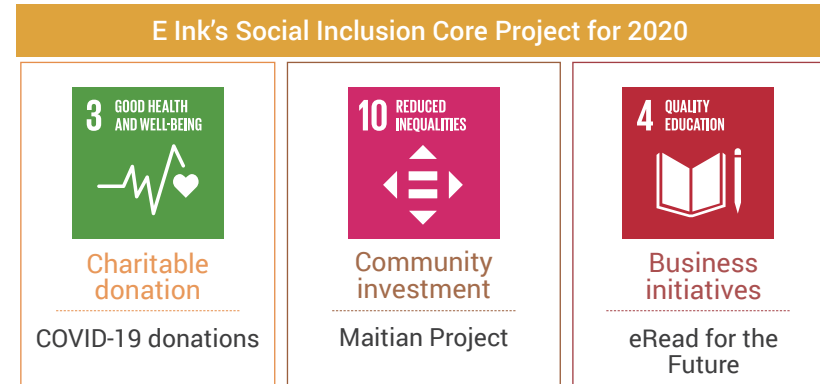 E Ink's Social Inclusion Core Project for 2020
3 GOOD HEALTH
AND WELL-BEING
Charitable
donation
COVID-19 donations
10 REDUCED
INEQUALITIES
Community
investment
Maitian Project
4 QUALITY
EDUCATION
Business
initiatives
eRead for the
Future